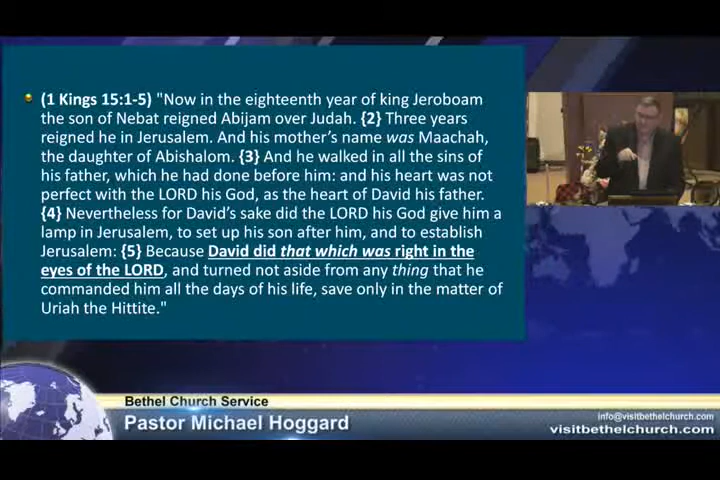 (1 Kings 15:1-5) "Now in the eighteenth year of king Jeroboam
the son of Nebat reigned Abijam over Judah. {2} Three years
reigned he in Jerusalem. And his mother's name was Maachah,
the daughter of Abishalom. {3} And he walked in all the sins of
his father, which he had done before him: and his heart was not
perfect with the LORD his God, as the heart of David his father.
{4} Nevertheless for David's sake did the LORD his God give him a
lamp in Jerusalem, to set up his son after him, and to establish
Jerusalem: {5} Because David did that which was right in the
eyes of the LORD, and turned not aside from any thing that he
commanded him all the days of his life, save only in the matter of
Uriah the Hittite."
Bethel Church Service
Pastor Michael Hoggard
info@visitbethelchurch.com
visitbethelchurch.com